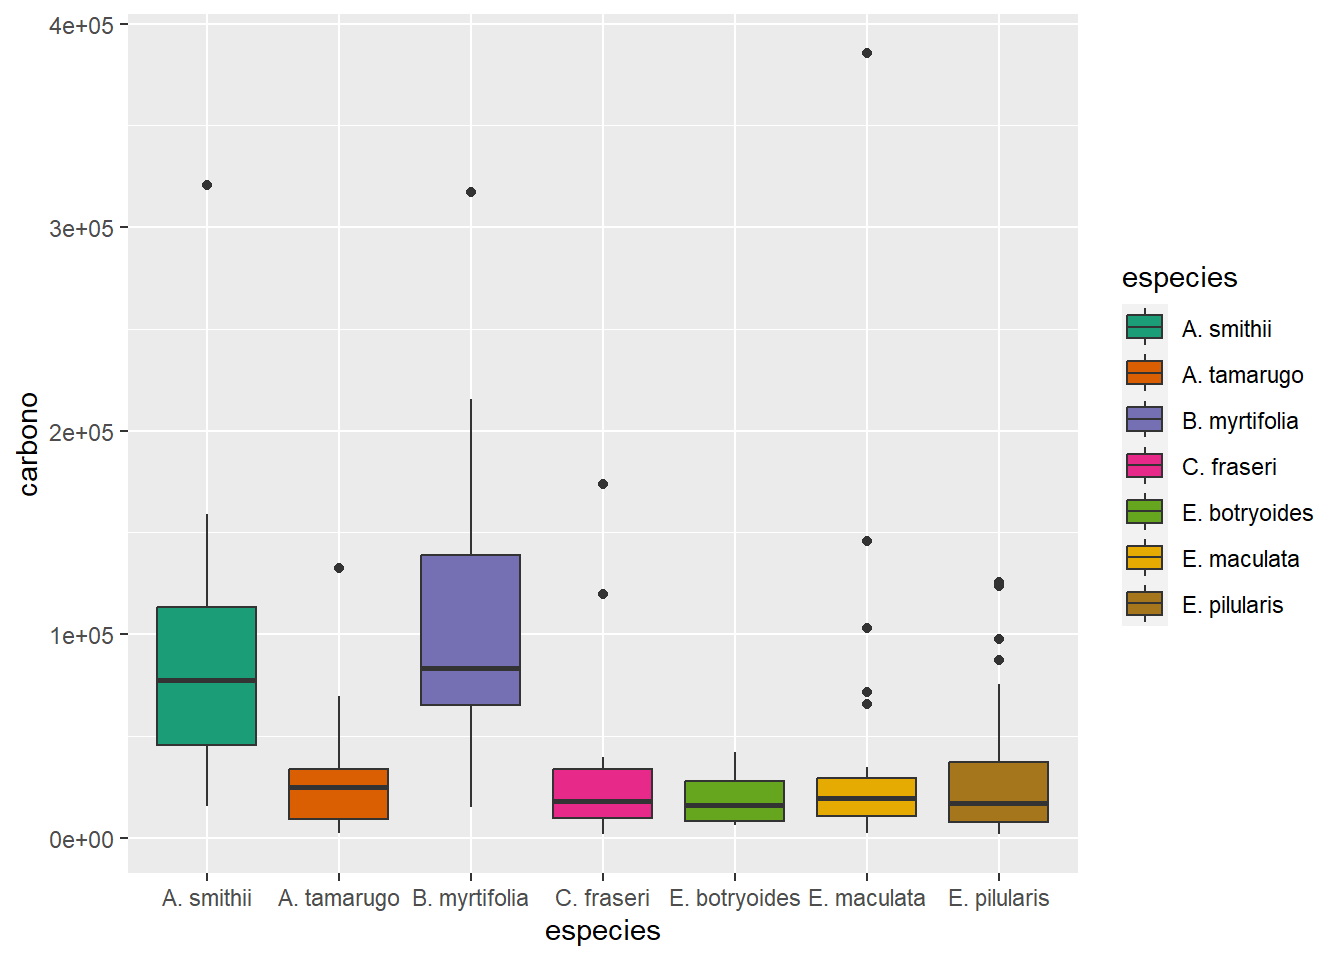 4e+05
3e+05
2e+05
1e+05
0e+00
carbono
A. smithii A. tamarugo B. myrtifolia C. fraseri E. botryoides E. maculata E. pilularis
especies
especies
A. smithii
A. tamarugo
B. myrtifolia
C. fraseri
E. botryoides
E. maculata
E. pilularis